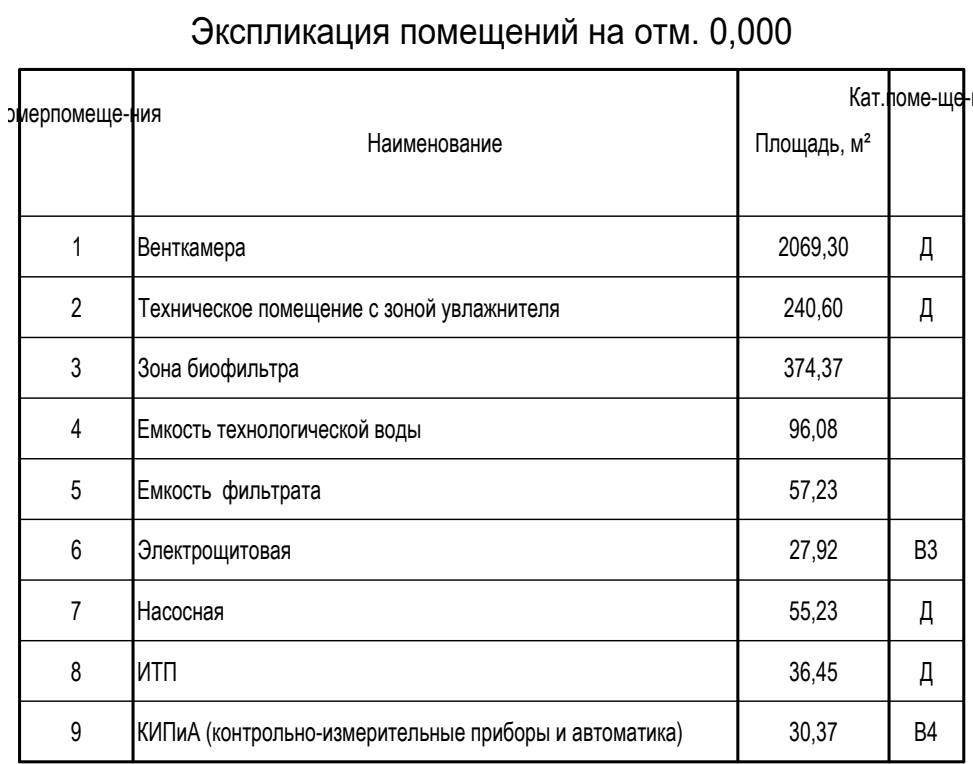 Экспликация помещений на отм. 0,000
омерпомеще-ния Наименование Площадь, м² Кат.поме-ще-
1 Венткамера 2069,30 Д
2 Техническое помещение с зоной увлажнителя 240,60 Д
3 Зона биофильтра 374,37
4 Емкость технологической воды 96,08
5 Емкость фильтрата 57,23
6 Электрощитовая 27,92 В3
7 Насосная 55,23 Д
8 ИТП 36,45 Д
9 КИПиА (контрольно-измерительные приборы и автоматика) 30,37 В4